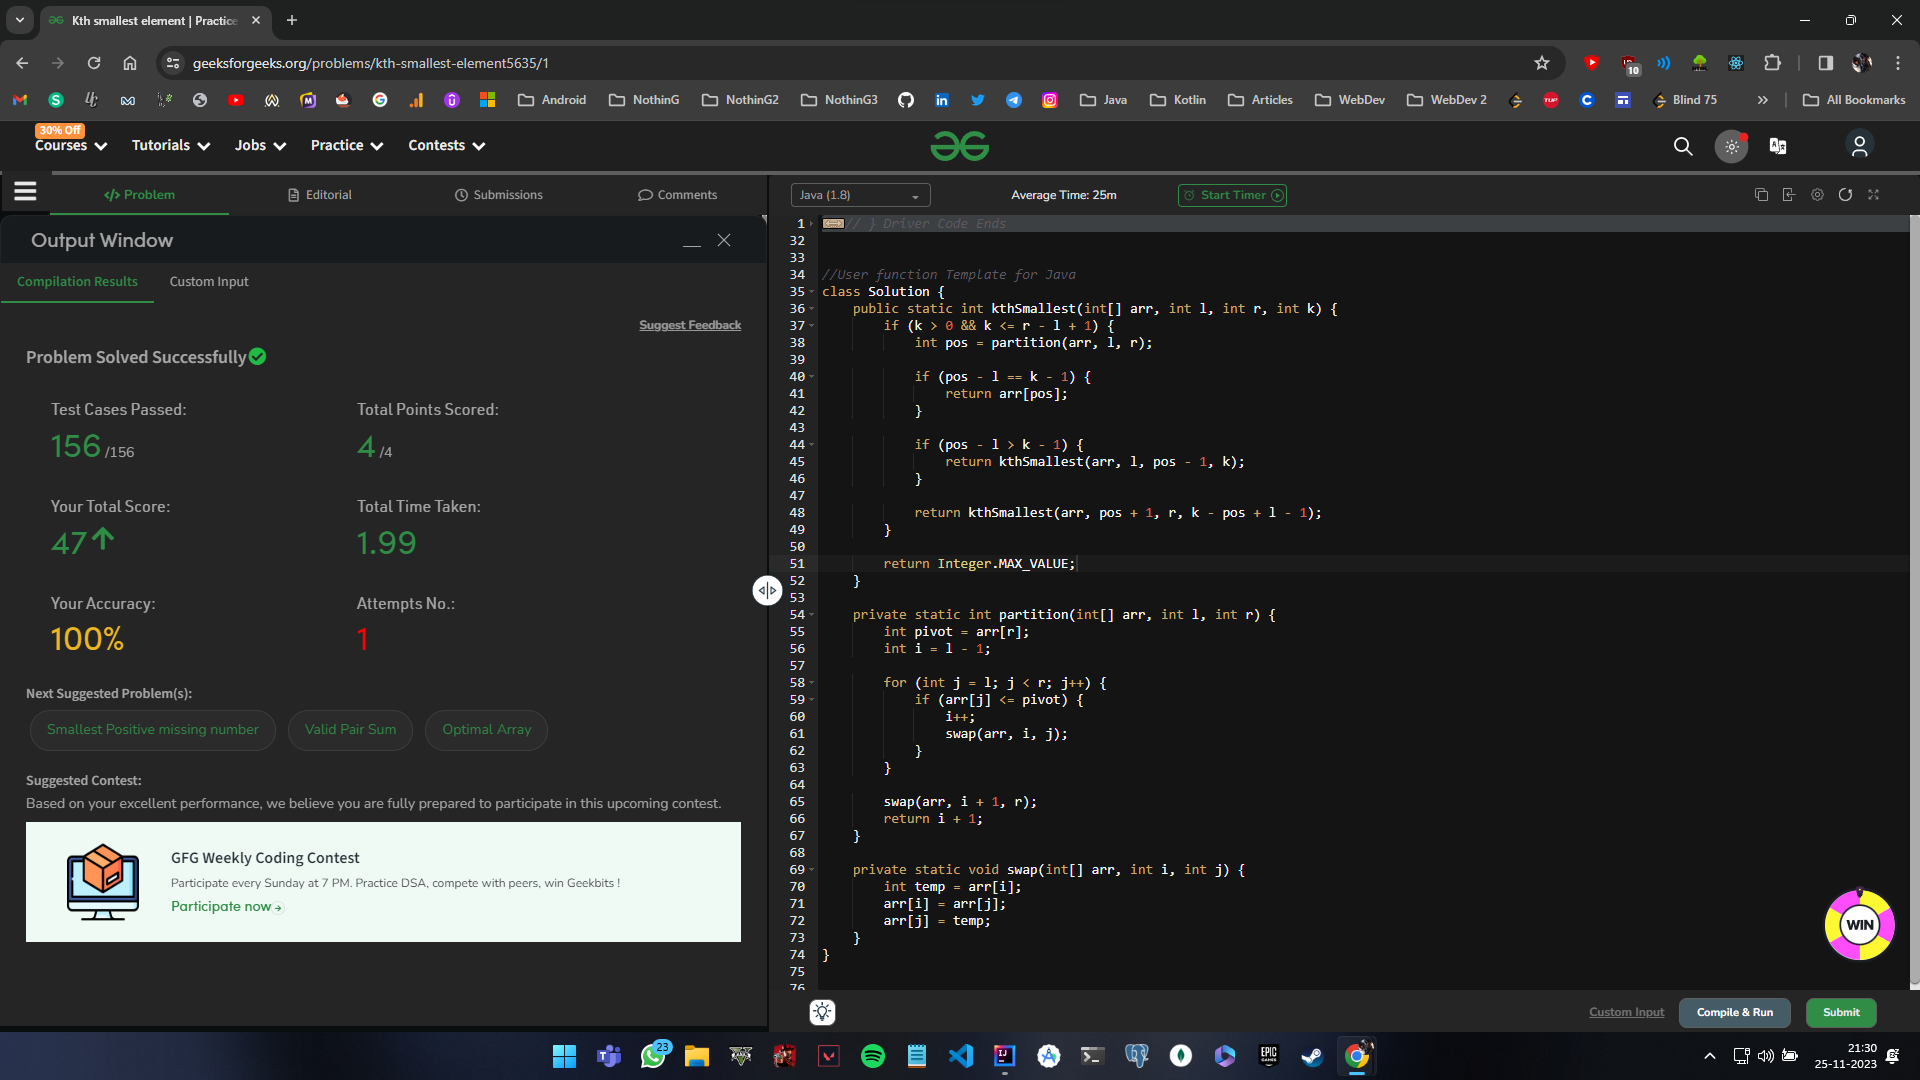 Kth smallest element | Practice
geeksforgeeks.org/problems/kth-smallest-element5635/1
10
Android
NothinG
NothinG2
NothinG3
Java
Kotlin
Articles
WebDev
WebDev 2
Blind 75
All Bookmarks
30% Off
Courses
Tutorials
Jobs
Practice
Contests
Problem
Editorial
Submissions
Comments
Java (1.8)
Average Time: 25m
Start Timer
Output Window
Compilation Results
Custom Input
Suggest Feedback
Problem Solved Successfully
Test Cases Passed:
156 /156
Total Points Scored:
4 /4
Your Total Score:
47
Total Time Taken:
1.99
Your Accuracy:
100%
Attempts No.:
1
Next Suggested Problem(s):
Smallest Positive missing number
Valid Pair Sum
Optimal Array
Suggested Contest:
Based on your excellent performance, we believe you are fully prepared to participate in this upcoming contest.
GFG Weekly Coding Contest
Participate every Sunday at 7 PM. Practice DSA, compete with peers, win Geekbits !
Participate now
1 // } Driver Code Ends
32
33
34 //User function Template for Java
35 class Solution {
36 public static int kthSmallest(int[] arr, int l, int r, int k) {
37 if (k > 0 && k <= r - l + 1) {
38 int pos = partition(arr, l, r);
39
40 if (pos - l == k - 1) {
41 return arr[pos];
42 }
43
44 if (pos - l > k - 1) {
45 return kthSmallest(arr, l, pos - 1, k);
46 }
47
48 return kthSmallest(arr, pos + 1, r, k - pos + l - 1);
49 }
50
51 return Integer.MAX_VALUE;
52 }
53
54 private static int partition(int[] arr, int l, int r) {
55 int pivot = arr[r];
56 int i = l - 1;
57
58 for (int j = l; j < r; j++) {
59 if (arr[j] <= pivot) {
60 i++;
61 swap(arr, i, j);
62 }
63 }
64
65 swap(arr, i + 1, r);
66 return i + 1;
67 }
68
69 private static void swap(int[] arr, int i, int j) {
70 int temp = arr[i];
71 arr[i] = arr[j];
72 arr[j] = temp;
73 }
74 }
75
76
WIN
Custom Input
Compile & Run
Submit
23
EPIC
21:30
25-11-2023